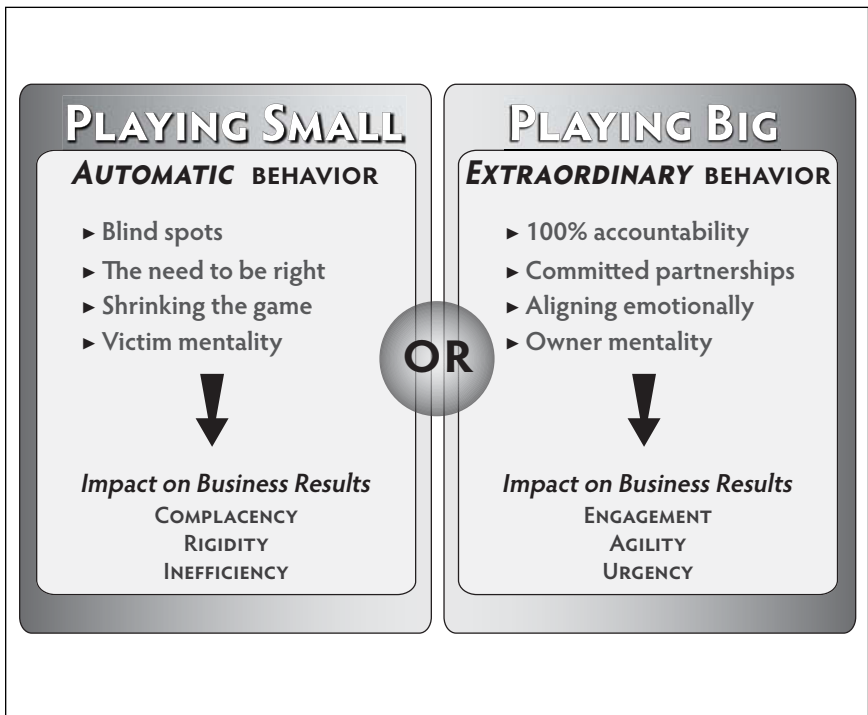 PLAYING SMALL
AUTOMATIC BEHAVIOR
► Blind spots
► The need to be right
► Shrinking the game
► Victim mentality
Impact on Business Results
COMPLACENCY
RIGIDITY
INEFFICIENCY
OR
PLAYING BIG
EXTRAORDINARY BEHAVIOR
► 100% accountability
► Committed partnerships
► Aligning emotionally
► Owner mentality
Impact on Business Results
ENGAGEMENT
AGILITY
URGENCY